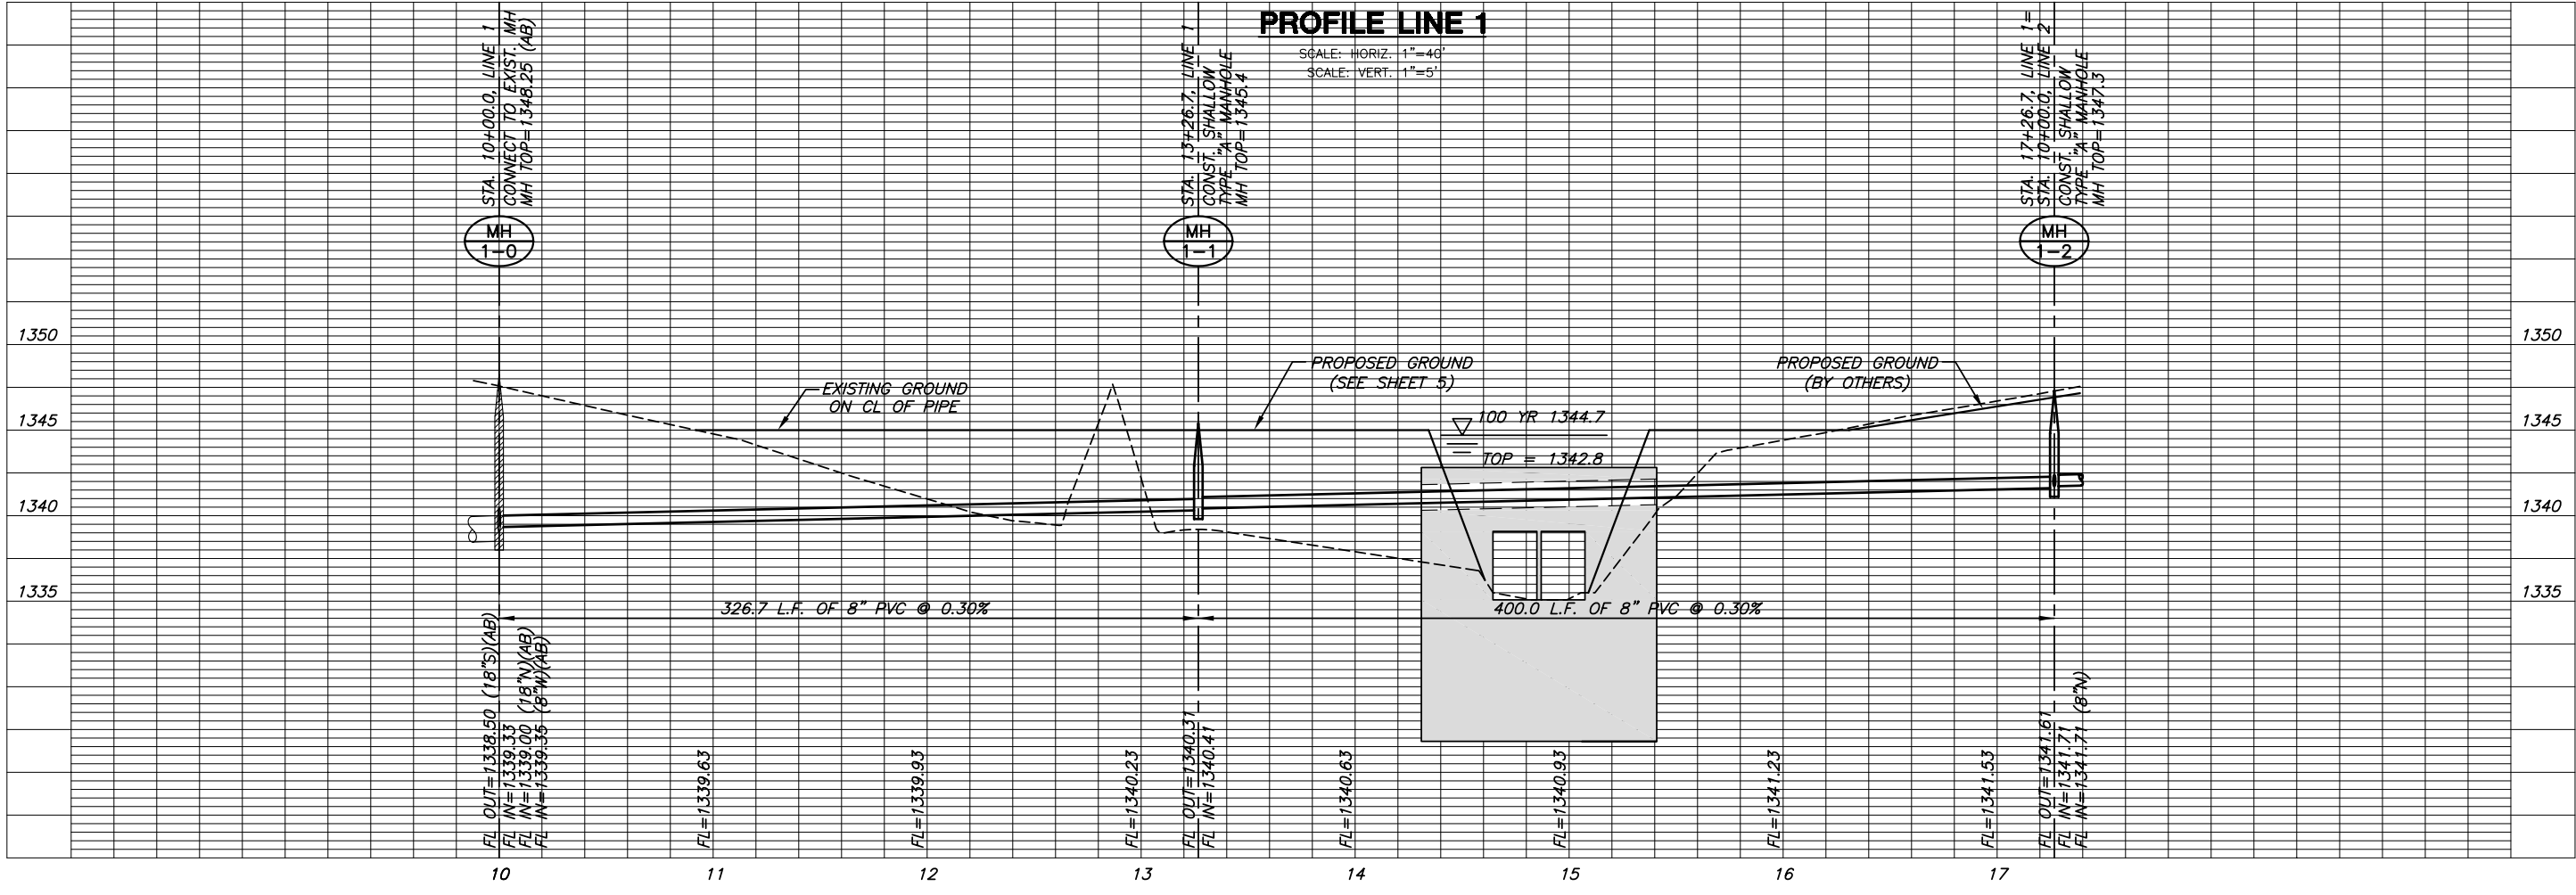 PROFILE LINE 1
SCALE: HORIZ. 1"=40'
SCALE: VERT. 1"=5'
STA. 10+00.0, LINE 1
CONNECT TO EXIST. MH
MH TOP=1348.25 (AB)
MH
1-0
STA. 13+26.7, LINE 1
CONST. SHALLOW
TYPE "A" MANHOLE
MH TOP=1345.4
MH
1-1
STA. 17+26.7, LINE 1=
STA. 10+00.0, LINE 2
CONST. SHALLOW
TYPE "A" MANHOLE
MH TOP=1347.3
MH
1-2
1350
1350
EXISTING GROUND
ON CL OF PIPE
PROPOSED GROUND
(SEE SHEET 5)
PROPOSED GROUND
(BY OTHERS)
1345
100 YR 1344.7
1345
TOP = 1342.8
1340
1340
1335
1335
326.7 L.F. OF 8" PVC @ 0.30%
400.0 L.F. OF 8" PVC @ 0.30%
FL OUT=1338.50 (18"S)(AB)
FL IN=1339.33
FL IN=1339.00 (18"N)(AB)
FL IN=1339.35 (8"W)(AB)
FL=1339.63
FL=1339.93
FL=1340.23
FL OUT=1340.31
FL IN=1340.41
FL=1340.63
FL=1340.93
FL=1341.23
FL=1341.53
FL OUT=1341.61
FL IN=1341.71
FL IN=1341.71 (8"N)
10
11
12
13
14
15
16
17